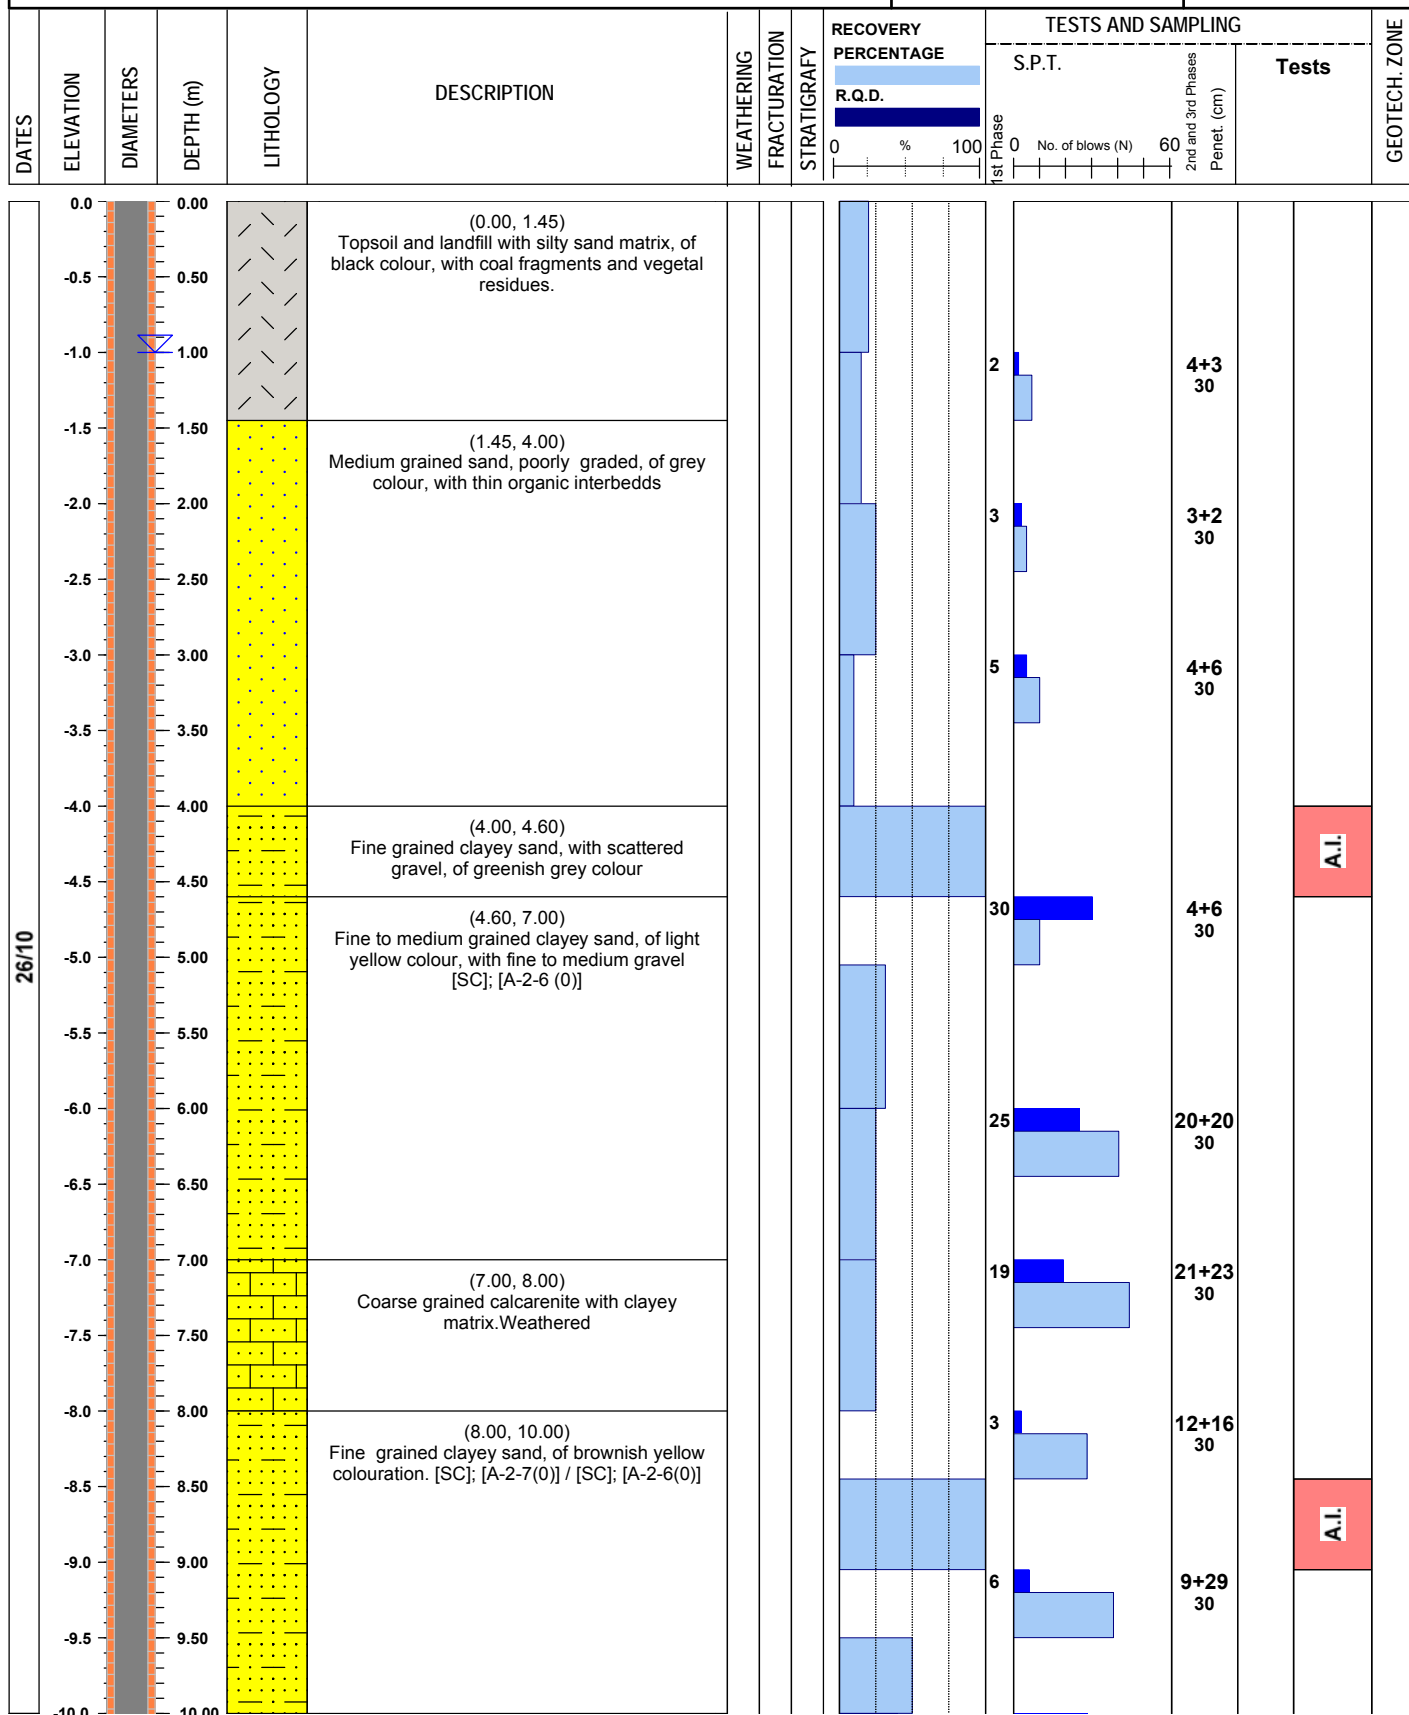 DATES
ELEVATION
DIAMETERS
DEPTH (m)
LITHOLOGY
DESCRIPTION
WEATHERING
FRACTURATION
STRATIGRAFY
RECOVERY
PERCENTAGE
R.Q.D.
0 % 100
TESTS AND SAMPLING
S.P.T.
1st Phase
0 No. of blows (N) 60
2nd and 3rd Phases
Penet. (cm)
Tests
GEOTECH. ZONE
26/10
0.0 0.00
(0.00, 1.45)
Topsoil and landfill with silty sand matrix, of
black colour, with coal fragments and vegetal
residues.
-0.5 0.50
-1.0 1.00
2 4+3
30
-1.5 1.50
(1.45, 4.00)
Medium grained sand, poorly graded, of grey
colour, with thin organic interbedds
-2.0 2.00
3 3+2
30
-2.5 2.50
-3.0 3.00
5 4+6
30
-3.5 3.50
-4.0 4.00
(4.00, 4.60)
Fine grained clayey sand, with scattered
gravel, of greenish grey colour
A.I.
-4.5 4.50
30 4+6
30
(4.60, 7.00)
Fine to medium grained clayey sand, of light
yellow colour, with fine to medium gravel
[SC]; [A-2-6 (0)]
-5.0 5.00
-5.5 5.50
-6.0 6.00
25 20+20
30
-6.5 6.50
-7.0 7.00
19 21+23
30
(7.00, 8.00)
Coarse grained calcarenite with clayey
matrix.Weathered
-7.5 7.50
-8.0 8.00
3 12+16
30
(8.00, 10.00)
Fine grained clayey sand, of brownish yellow
colouration. [SC]; [A-2-7(0)] / [SC]; [A-2-6(0)]
-8.5 8.50
A.I.
-9.0 9.00
6 9+29
30
-9.5 9.50
-10.0 10.00